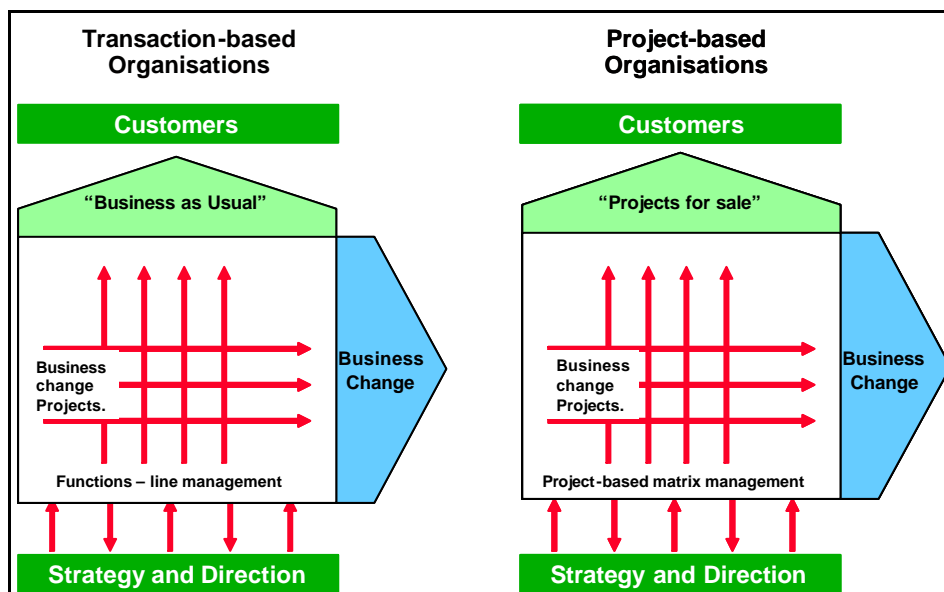 Transaction-based
Organisations
Customers
“Business as Usual”
Business
change
Projects.
Business
Change
Functions – line management
Strategy and Direction
Project-based
Organisations
Customers
“Projects for sale”
Business
change
Projects.
Business
Change
Project-based matrix management
Strategy and Direction